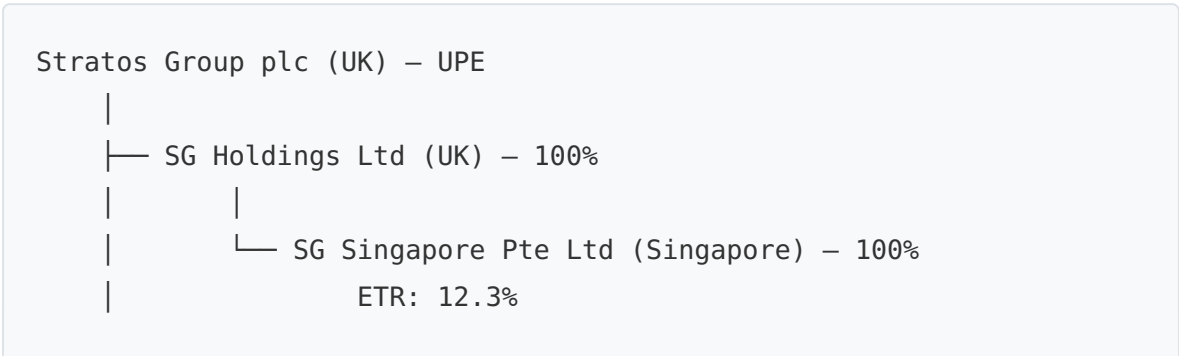 Stratos Group plc (UK) — UPE
│
├── SG Holdings Ltd (UK) — 100%
│       │
│       └── SG Singapore Pte Ltd (Singapore) — 100%
│               ETR: 12.3%